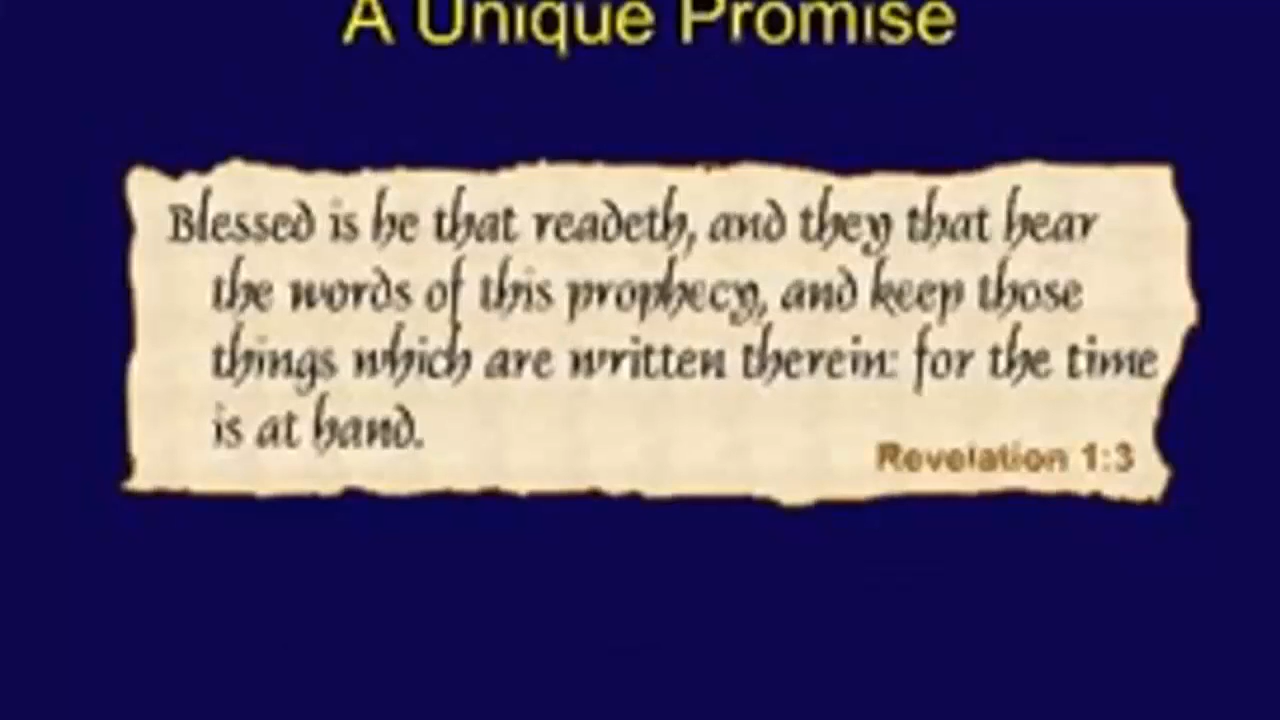 A Unique Promise
Blessed is he that readeth, and they that hear
the words of this prophecy, and keep those
things which are written therein: for the time
is at hand.
Revelation 1:3